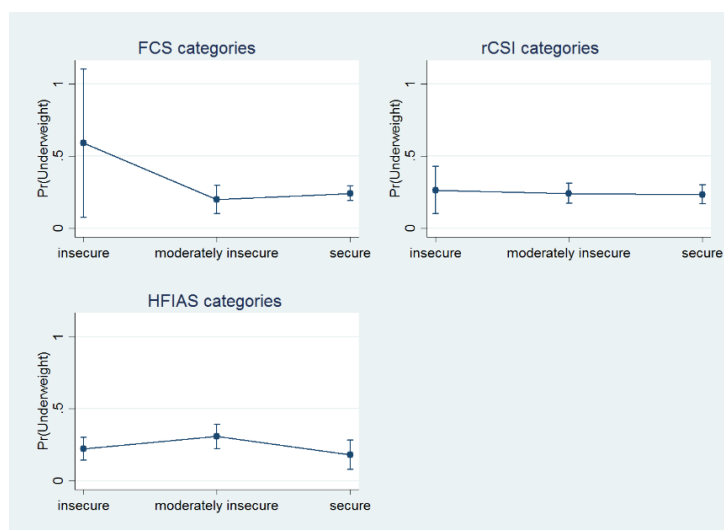 FCS categories
Pr(Underweight)
1
.5
0
insecure moderately insecure secure
rCSI categories
Pr(Underweight)
1
.5
0
insecure moderately insecure secure
HFIAS categories
Pr(Underweight)
1
.5
0
insecure moderately insecure secure